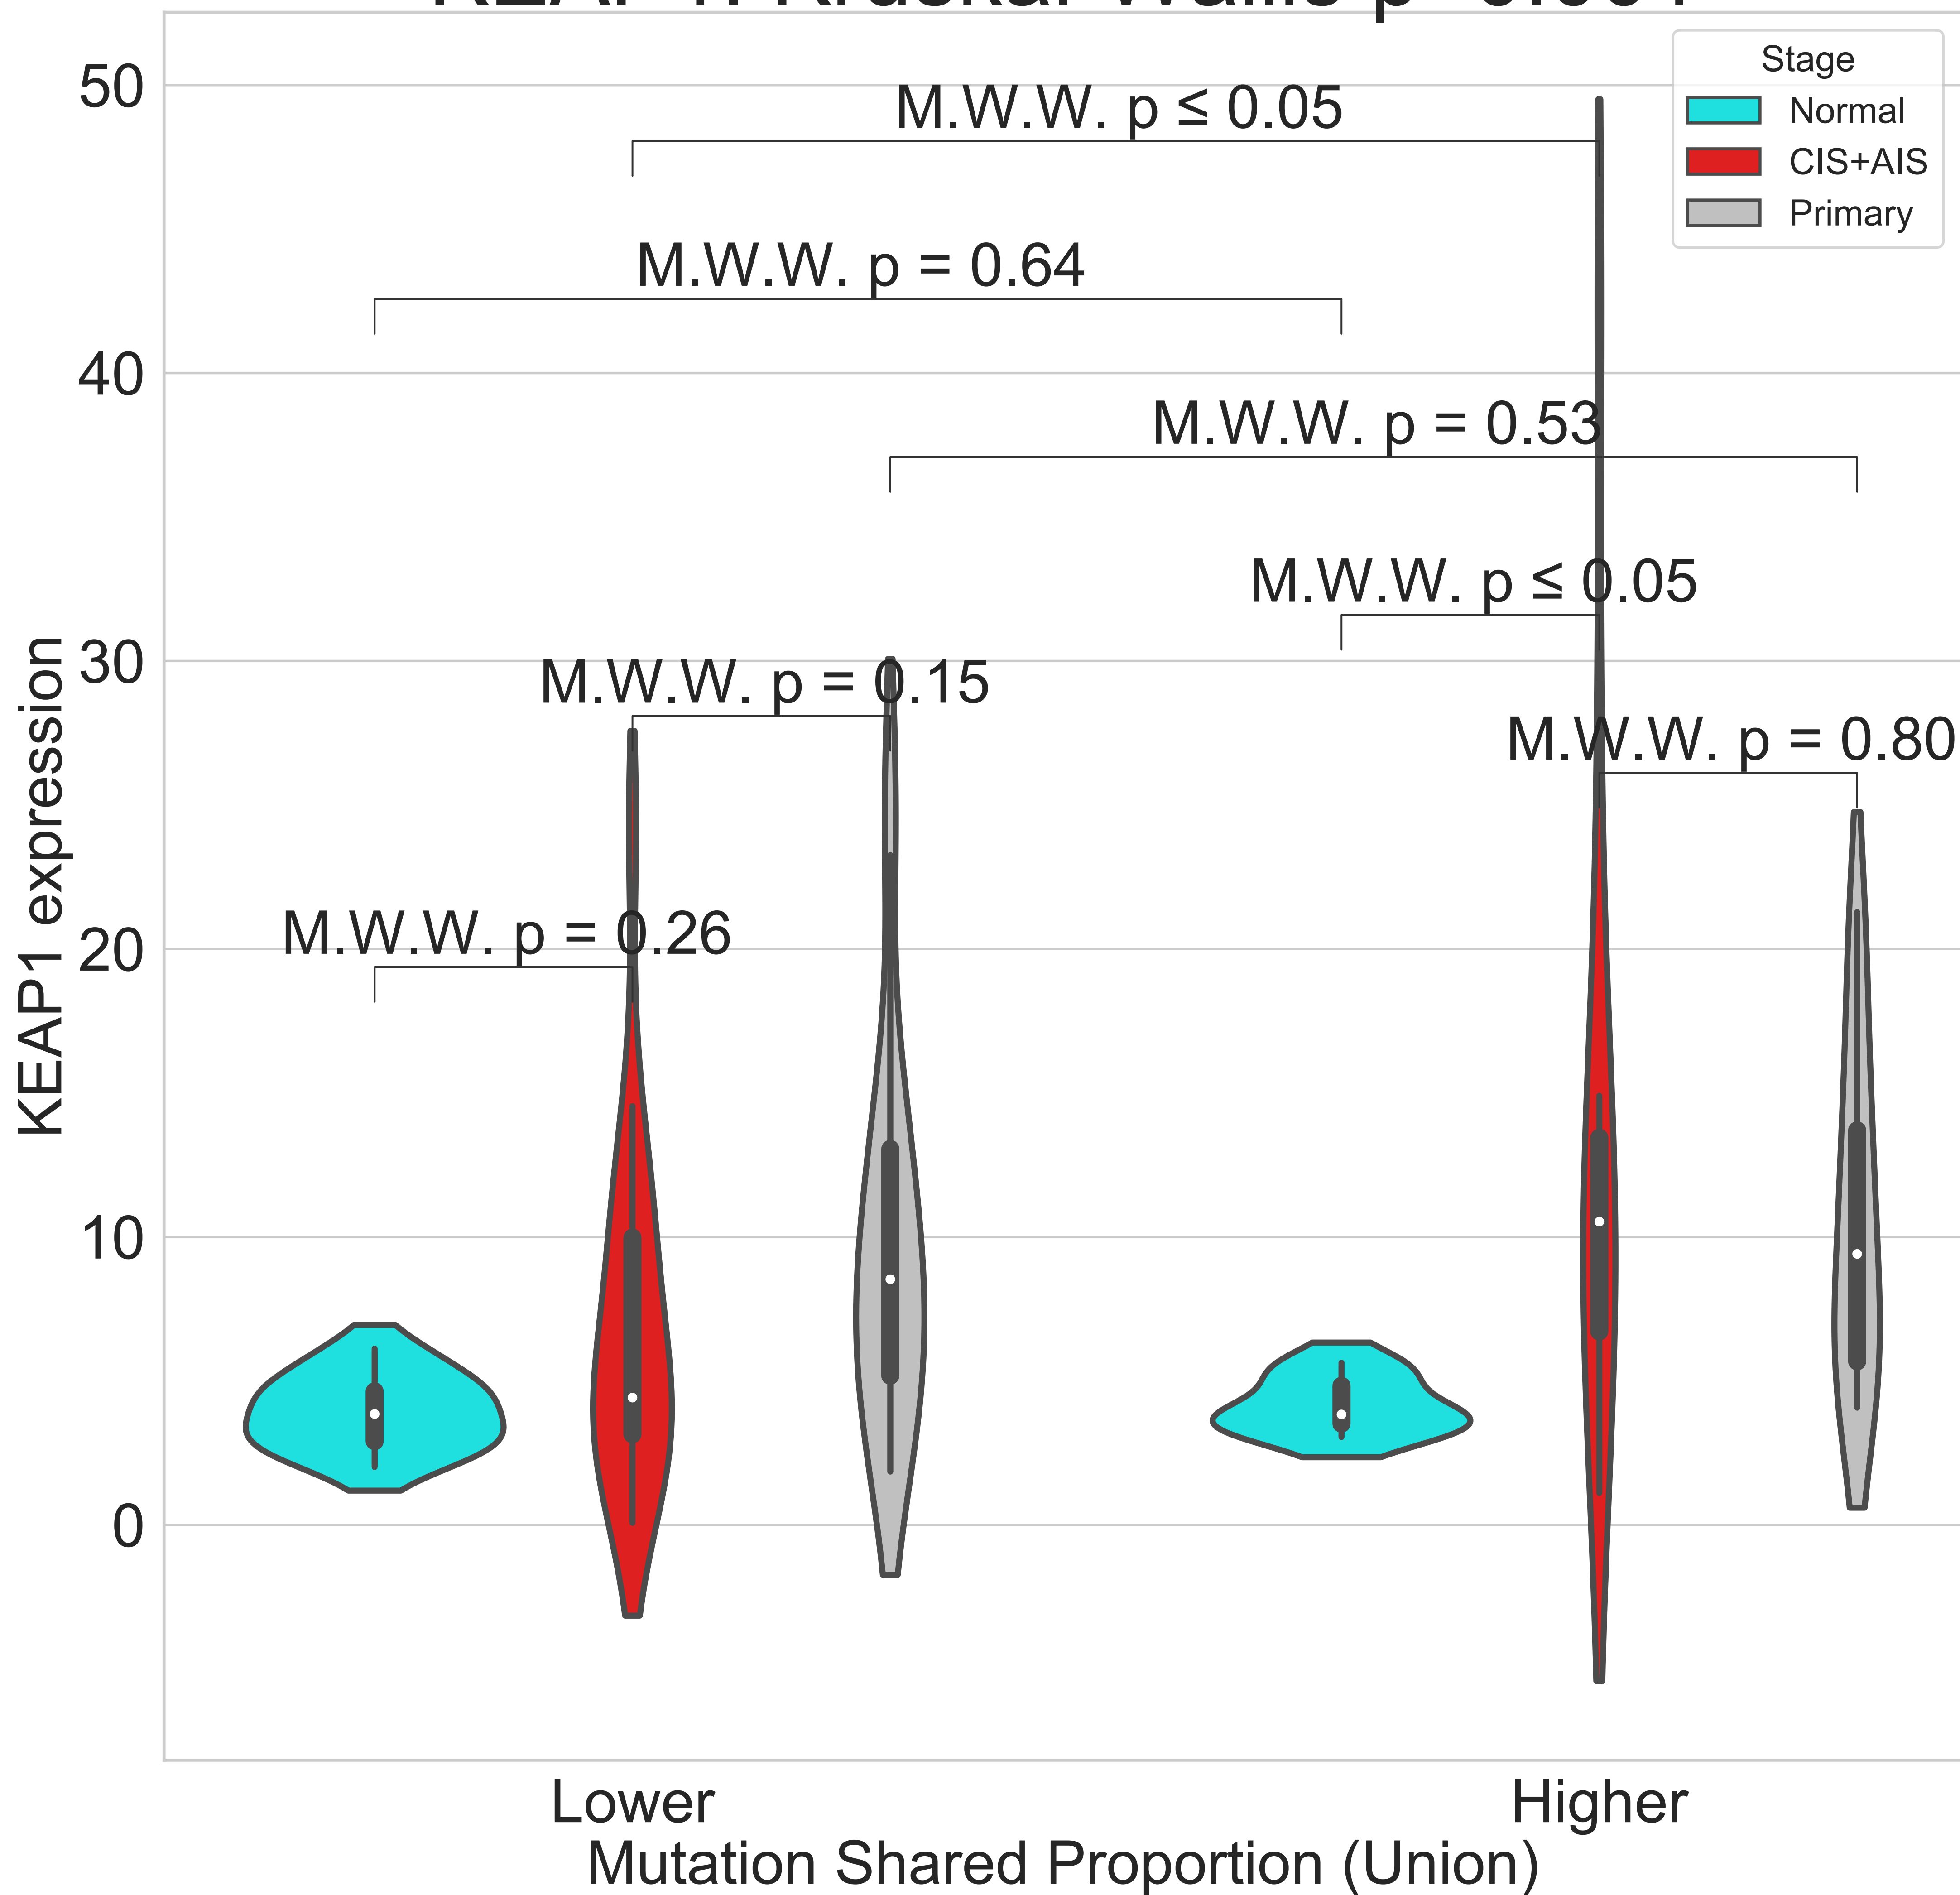 Stage
Normal
CIS+AIS
Primary
M.W.W. p ≤ 0.05
M.W.W. p = 0.64
M.W.W. p = 0.53
M.W.W. p ≤ 0.05
M.W.W. p = 0.15
M.W.W. p = 0.80
M.W.W. p = 0.26
50
40
30
20
10
0
KEAP1 expression
Lower
Higher
Mutation Shared Proportion (Union)